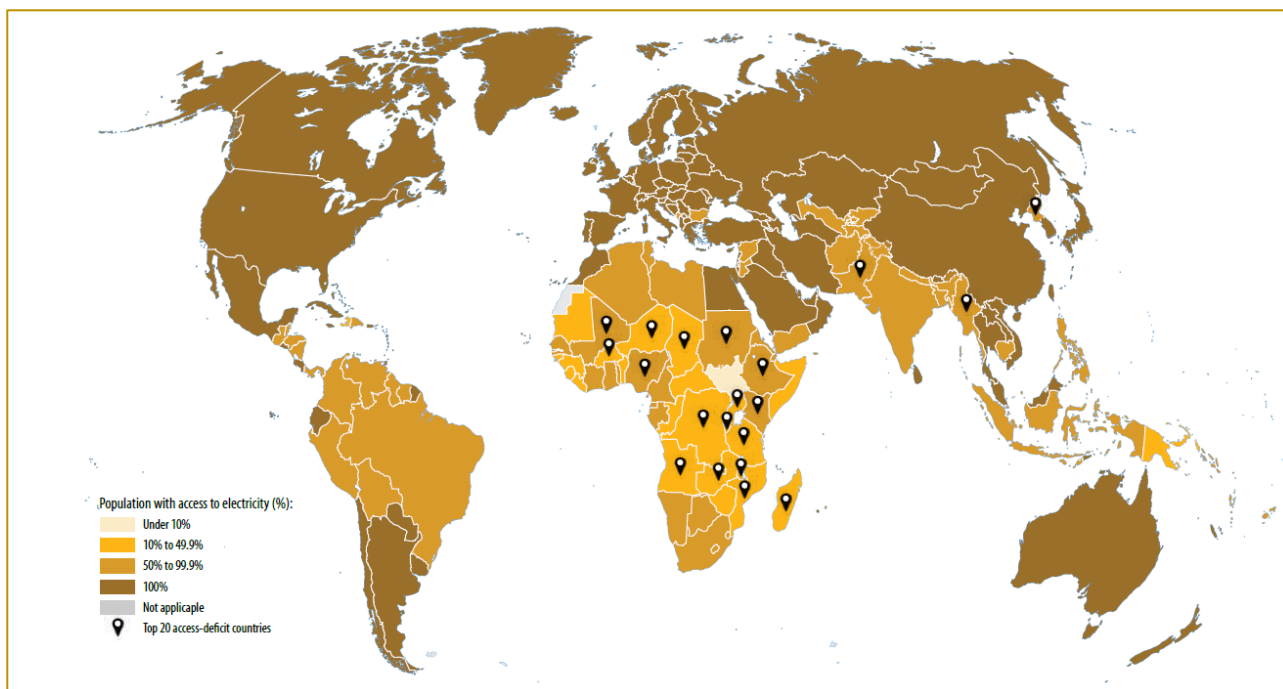 Population with access to electricity (%):
Under 10%
10% to 49.9%
50% to 99.9%
100%
Not applicaple
Top 20 access-deficit countries